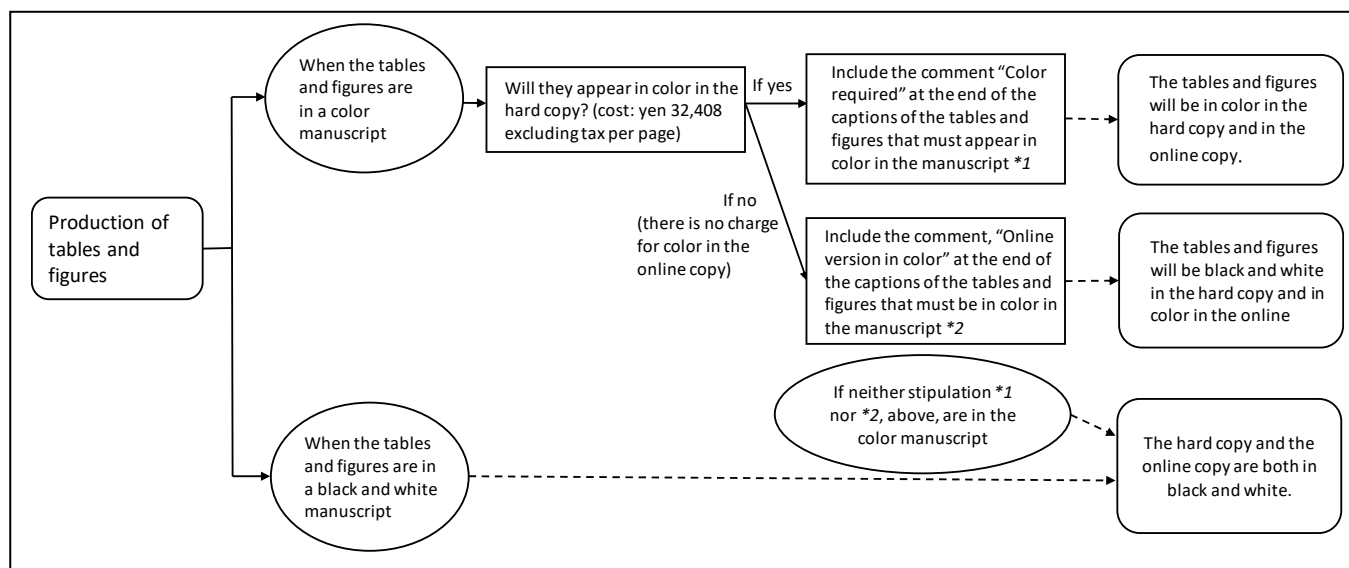 Production of
tables and
figures
When the tables
and figures are
in a color
manuscript
Will they appear in color in the
hard copy? (cost: yen 32,408
excluding tax per page)
If yes
Include the comment “Color
required” at the end of the
captions of the tables and
figures that must appear in
color in the manuscript *1
The tables and figures
will be in color in the
hard copy and in the
online copy.
If no
(there is no charge
for color in the
online copy)
Include the comment, “Online
version in color” at the end of
the captions of the tables and
figures that must be in color in
the manuscript *2
The tables and figures
will be black and white
in the hard copy and in
color in the online
If neither stipulation *1
nor *2, above, are in the
color manuscript
When the tables
and figures are in
a black and white
manuscript
The hard copy and the
online copy are both in
black and white.